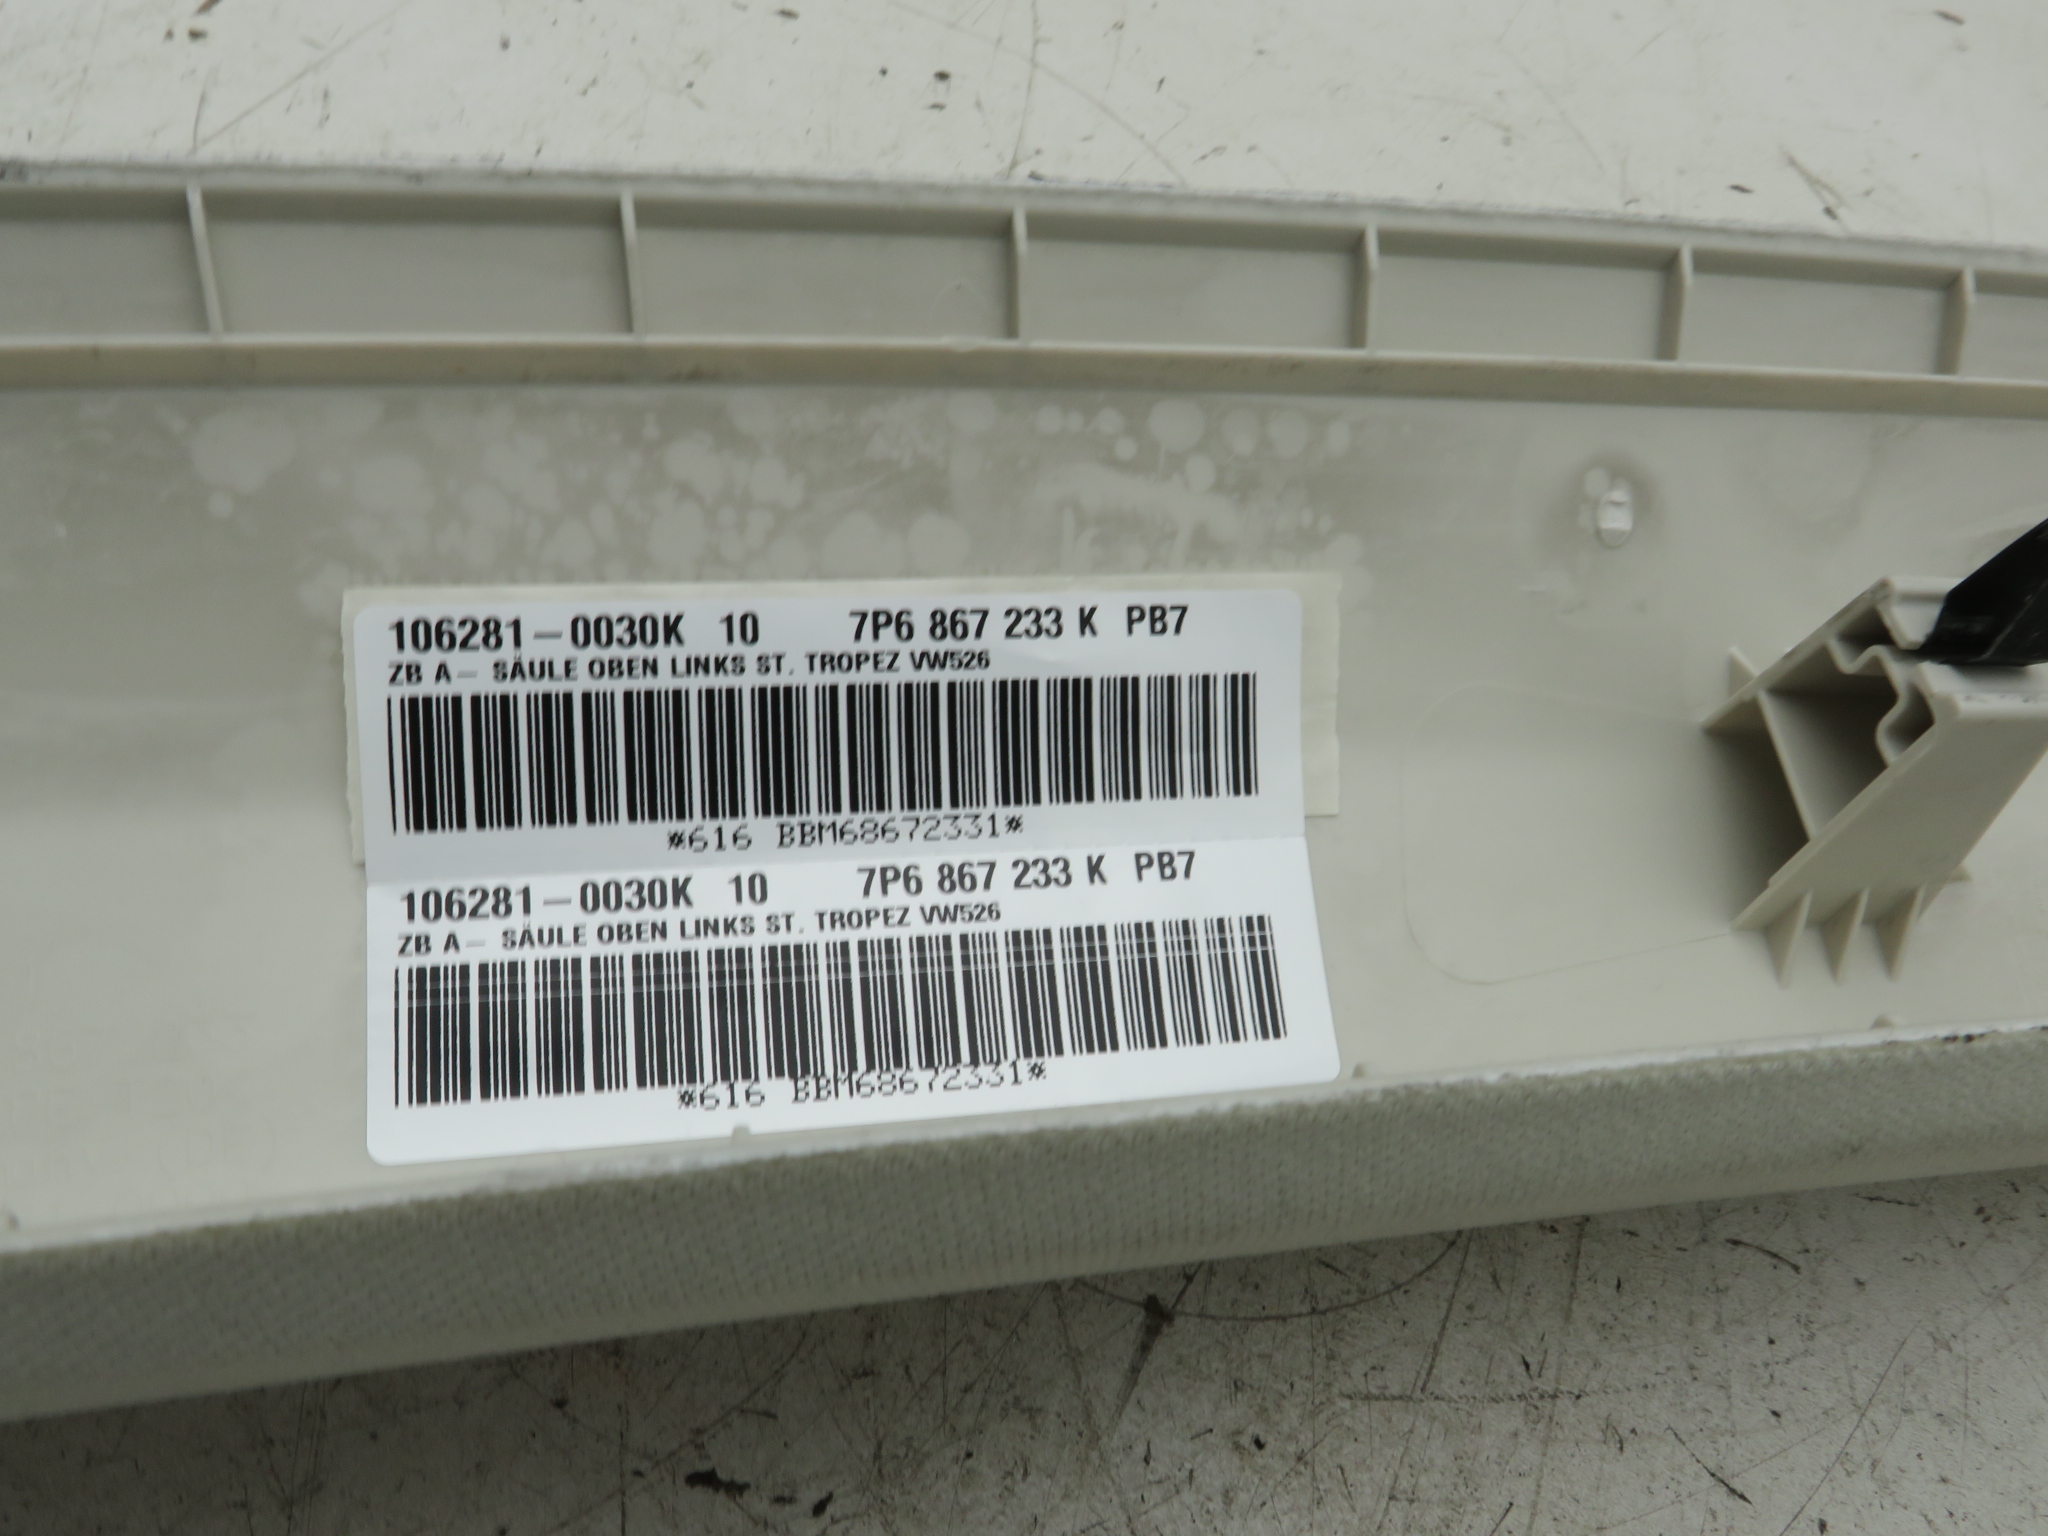 106281-0030K 10 7P6 867 233 K PB7
ZB A- SÄULE OBEN LINKS ST. TROPEZ VW526
*616 BBM68672331*
106281-0030K 10 7P6 867 233 K PB7
ZB A- SÄULE OBEN LINKS ST. TROPEZ VW526
*616 BBM68672331*